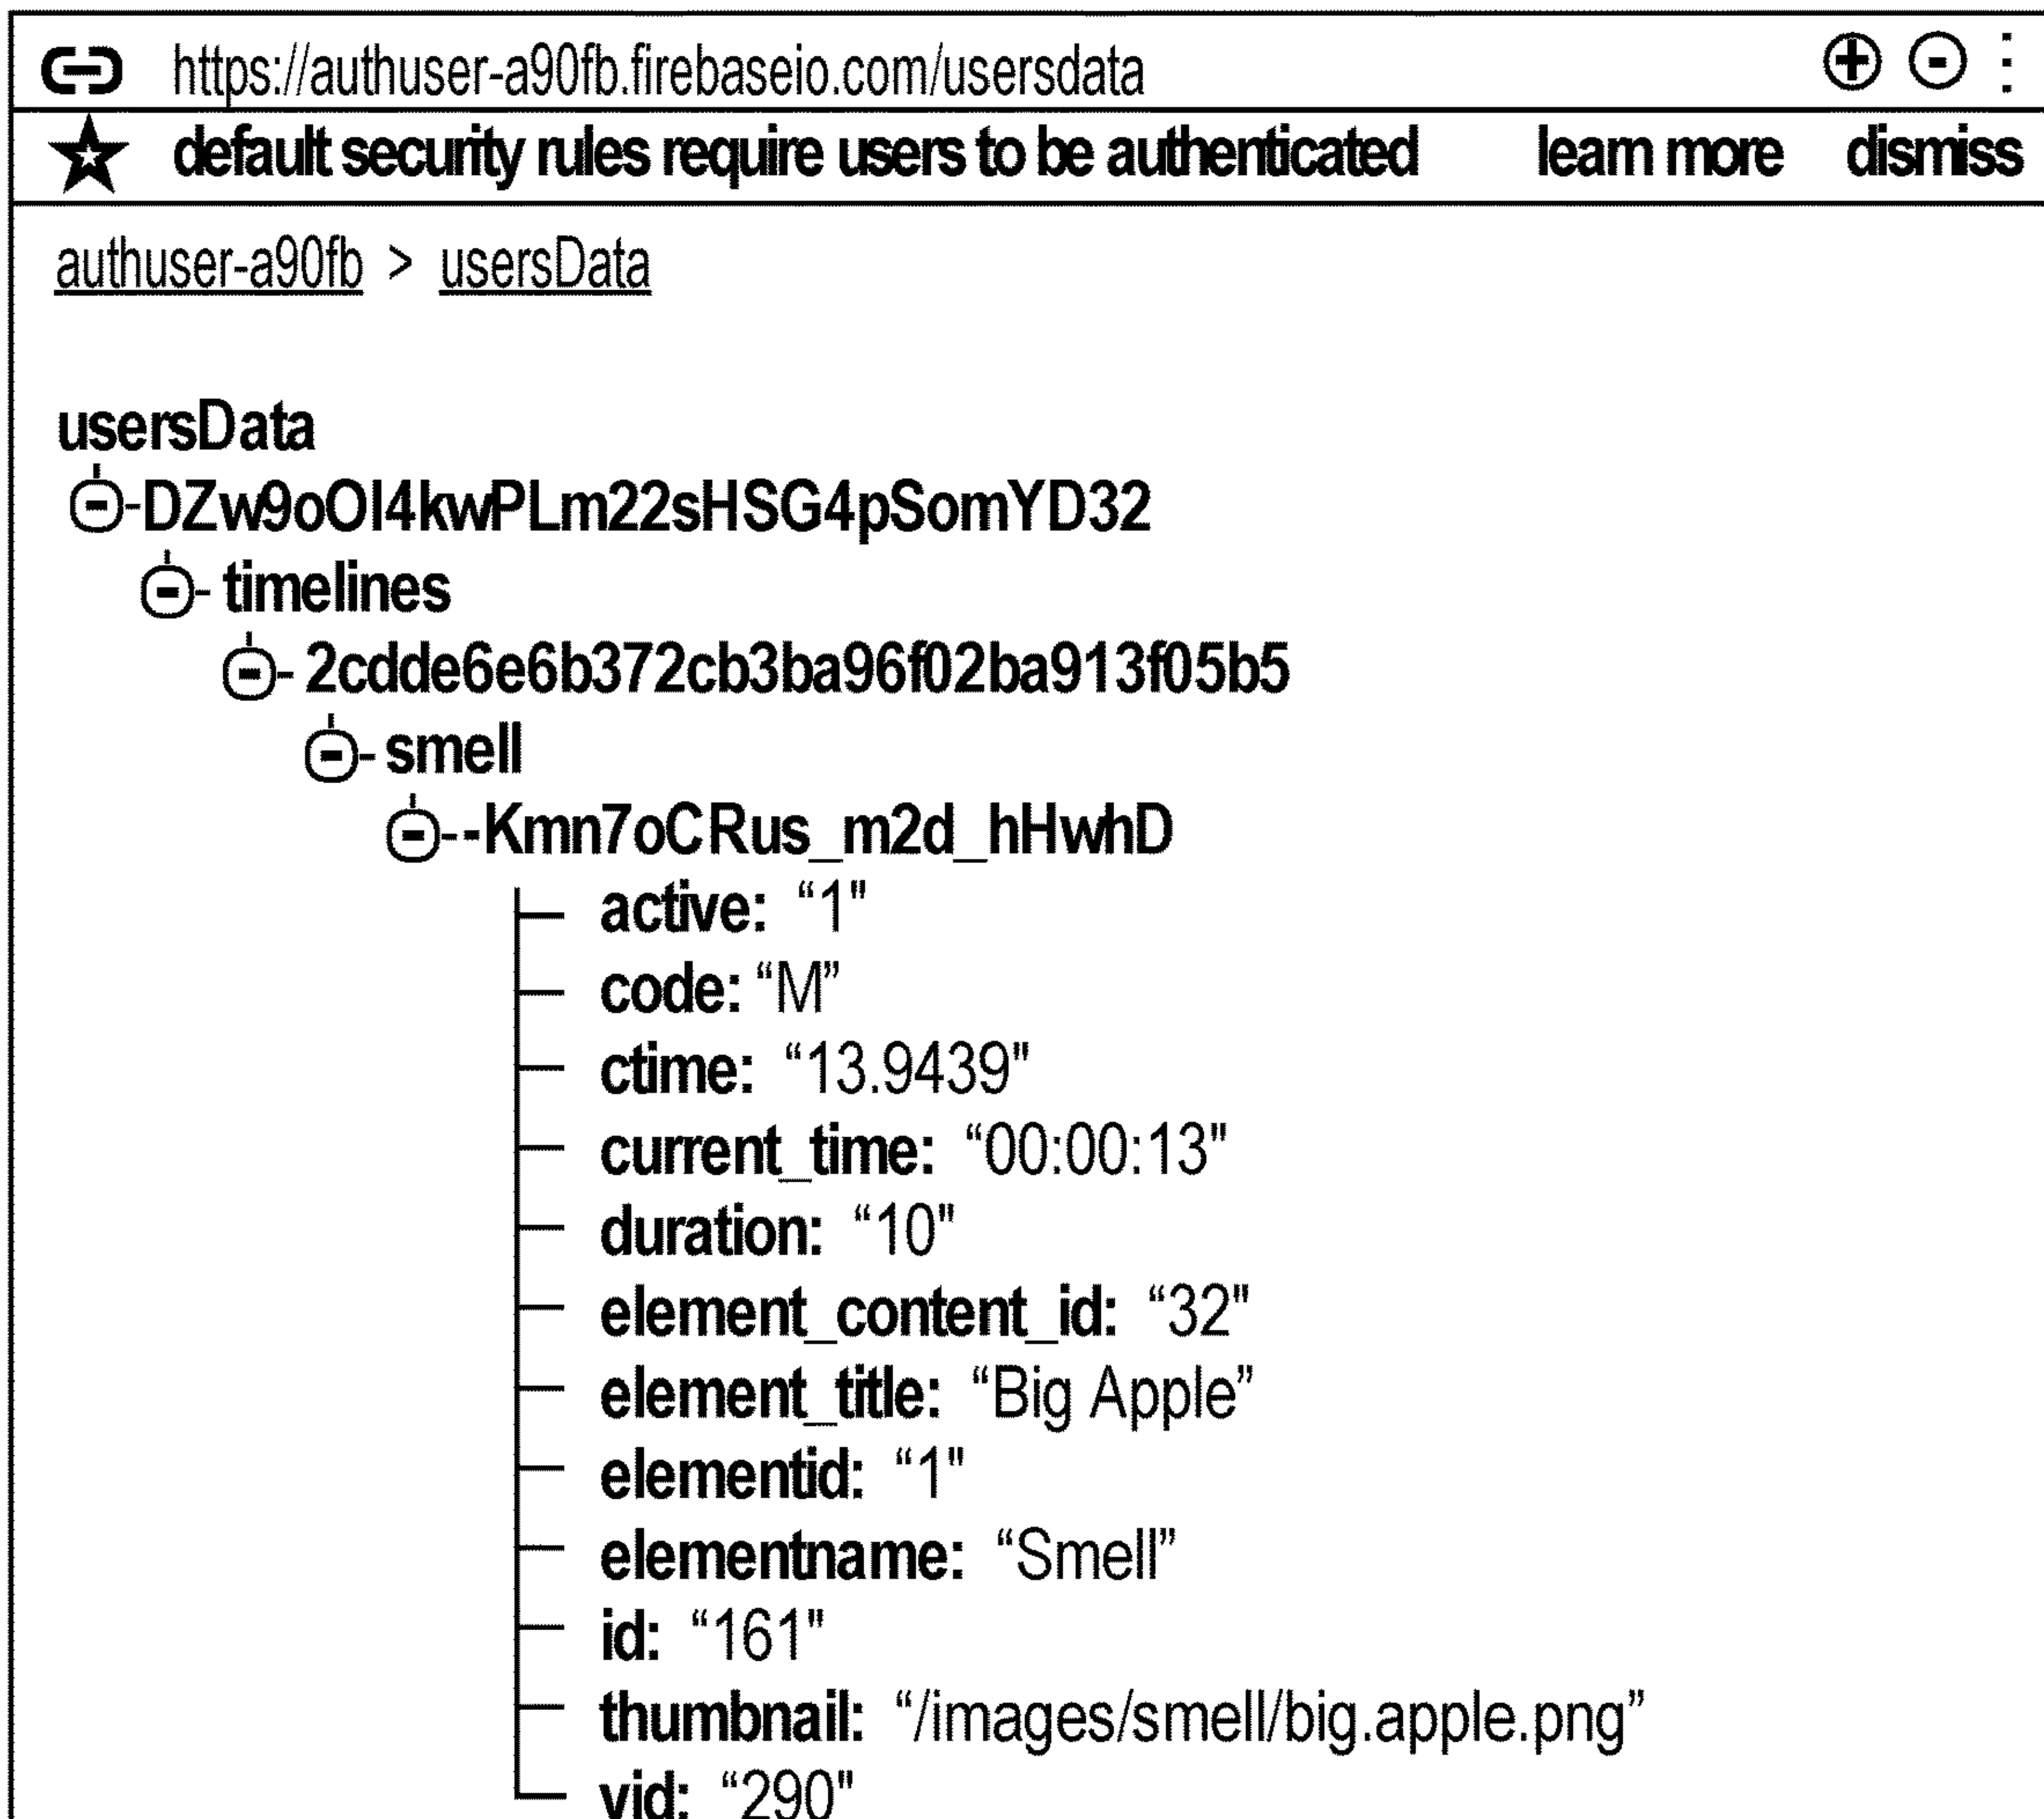 https://authuser-a90fb.firebaseio.com/usersdata
default security rules require users to be authenticated learn more dismiss
authuser-a90fb > usersData
usersData
DZw9oOI4kwPLm22sHSG4pSomYD32
timelines
2cdde6e6b372cb3ba96f02ba913f05b5
smell
-Kmn7oCRus_m2d_hHwhD
active: “1"
code: “M”
ctime: “13.9439"
current_time: “00:00:13"
duration: “10"
element_content_id: “32"
element_title: “Big Apple”
elementid: “1"
elementname: “Smell”
id: “161"
thumbnail: “/images/smell/big.apple.png”
vid: “290"